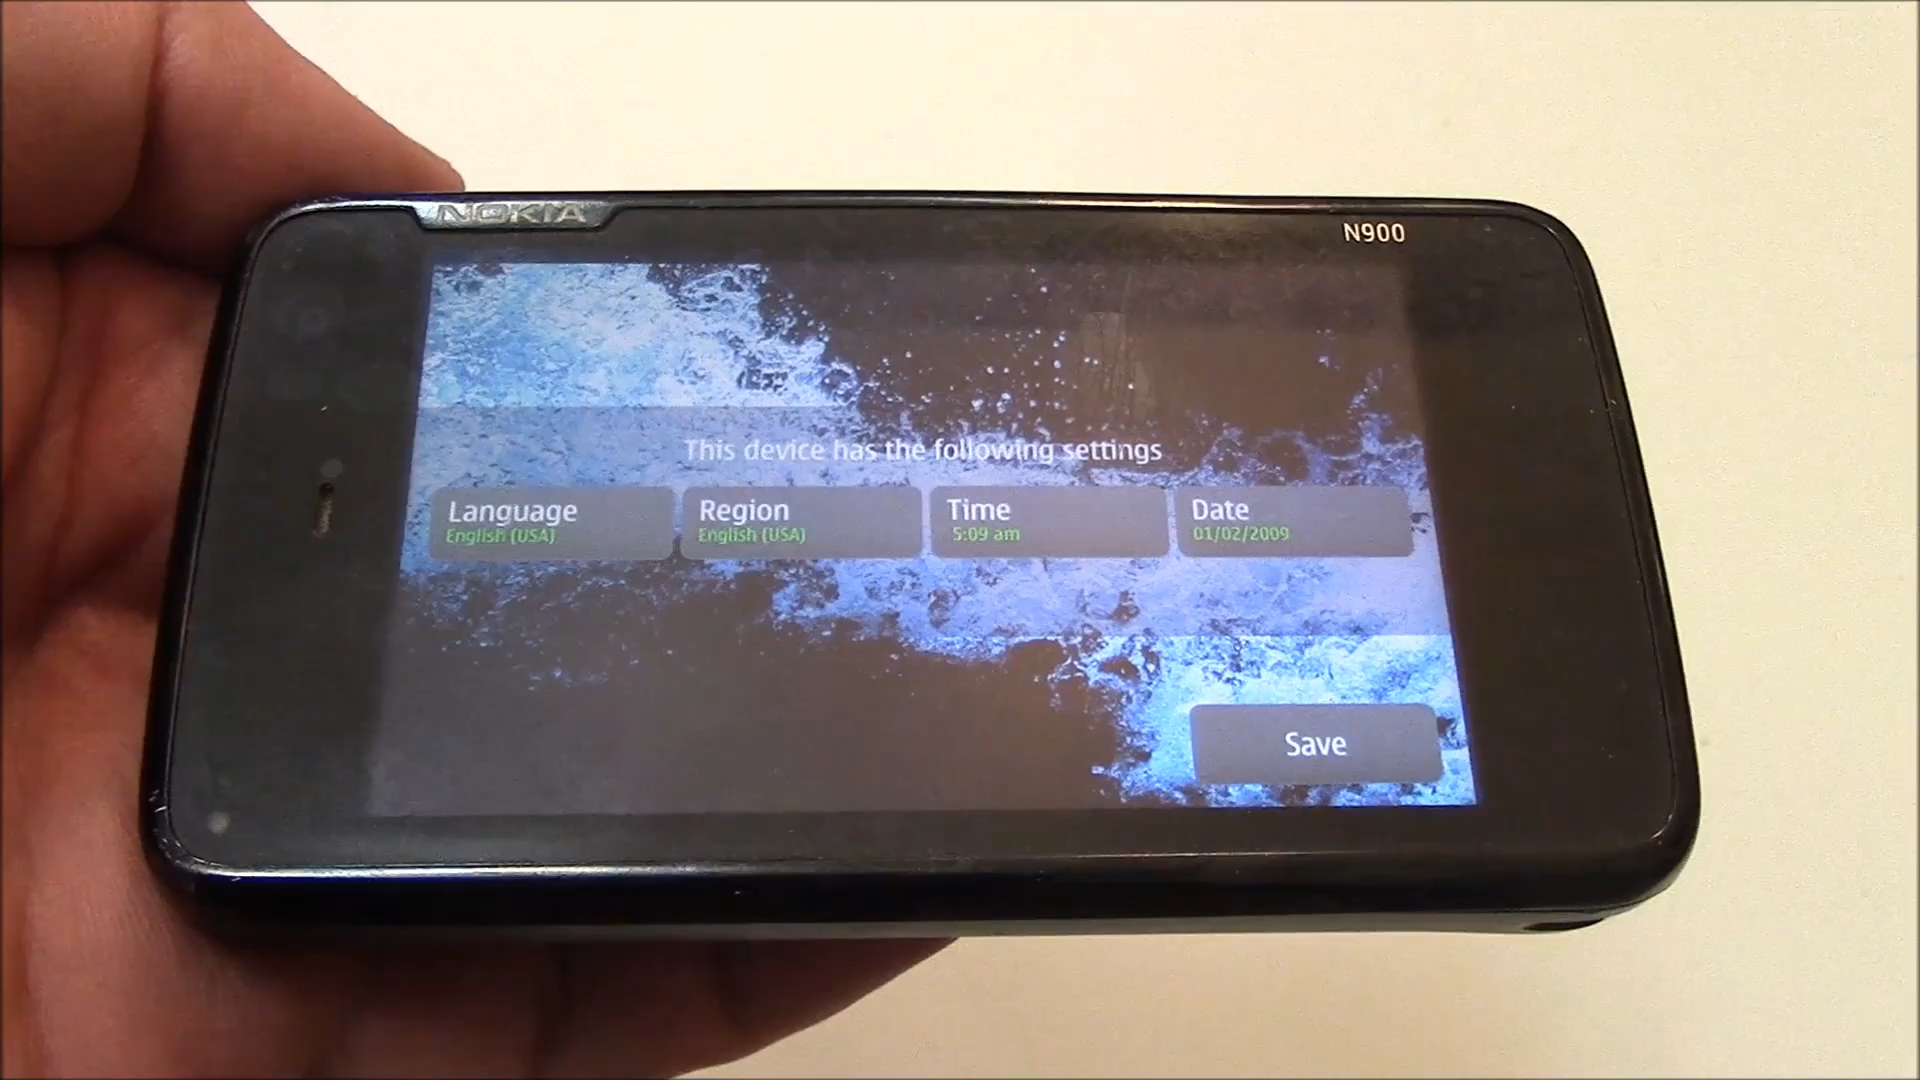 NOKIA
N900
This device has the following settings
Language
English (USA)
Region
English (USA)
Time
5:09 am
Date
01/02/2009
Save